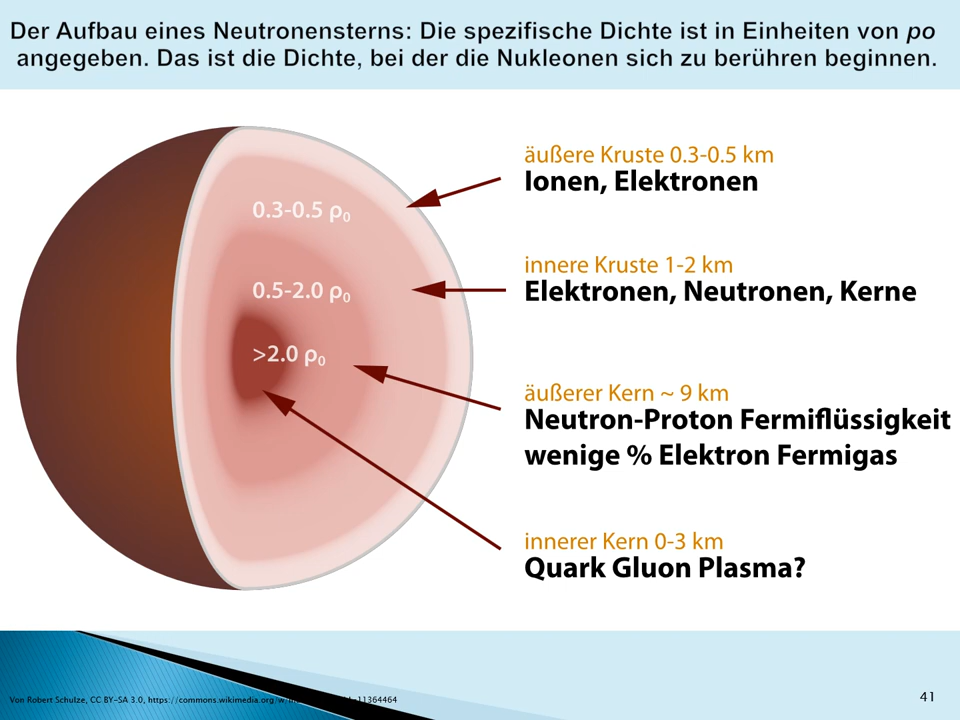 Der Aufbau eines Neutronensterns: Die spezifische Dichte ist in Einheiten von po
angegeben. Das ist die Dichte, bei der die Nukleonen sich zu berühren beginnen.
äußere Kruste 0.3-0.5 km
Ionen, Elektronen
0.3-0.5 ρ₀
innere Kruste 1-2 km
Elektronen, Neutronen, Kerne
0.5-2.0 ρ₀
>2.0 ρ₀
äußerer Kern ~ 9 km
Neutron-Proton Fermiflüssigkeit
wenige % Elektron Fermigas
innerer Kern 0-3 km
Quark Gluon Plasma?
Von Robert Schulze, CC BY-SA 3.0, https://commons.wikimedia.org/w 11364464
41